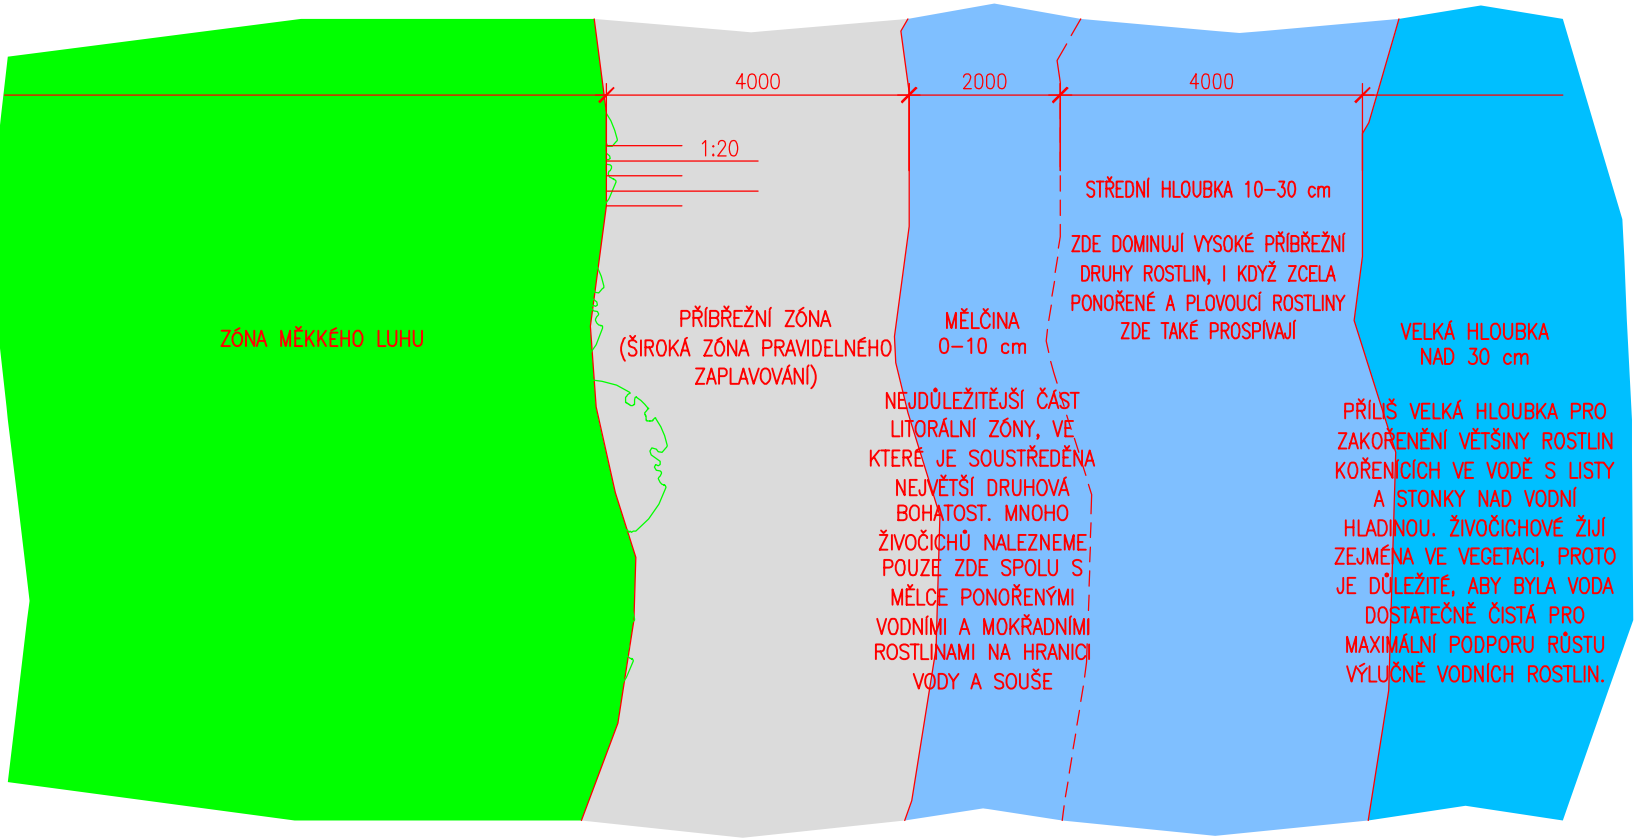 4000
2000
4000
1:20
ZÓNA MĚKKÉHO LUHU
PŘÍBŘEŽNÍ ZÓNA
(ŠIROKÁ ZÓNA PRAVIDELNÉHO
ZAPLAVOVÁNÍ)
MĚLČINA
0-10 cm
NEJDŮLEŽITĚJŠÍ ČÁST
LITORÁLNÍ ZÓNY, VE
KTERÉ JE SOUSTŘEDĚNA
NEJVĚTŠÍ DRUHOVÁ
BOHATOST. MNOHO
ŽIVOČICHŮ NALEZNEME
POUZE ZDE SPOLU S
MĚLCE PONOŘENÝMI
VODNÍMI A MOKŘADNÍMI
ROSTLINAMI NA HRANICI
VODY A SOUŠE
STŘEDNÍ HLOUBKA 10-30 cm
ZDE DOMINUJÍ VYSOKÉ PŘÍBŘEŽNÍ
DRUHY ROSTLIN, I KDYŽ ZCELA
PONOŘENÉ A PLOVOUCÍ ROSTLINY
ZDE TAKÉ PROSPÍVAJÍ
VELKÁ HLOUBKA
NAD 30 cm
PŘÍLIŠ VELKÁ HLOUBKA PRO
ZAKOŘENĚNÍ VĚTŠINY ROSTLIN
KOŘENÍCÍCH VE VODĚ S LISTY
A STONKY NAD VODNÍ
HLADINOU. ŽIVOČICHOVÉ ŽIJÍ
ZEJMÉNA VE VEGETACI, PROTO
JE DŮLEŽITÉ, ABY BYLA VODA
DOSTATEČNĚ ČISTÁ PRO
MAXIMÁLNÍ PODPORU RŮSTU
VÝLUČNĚ VODNÍCH ROSTLIN.